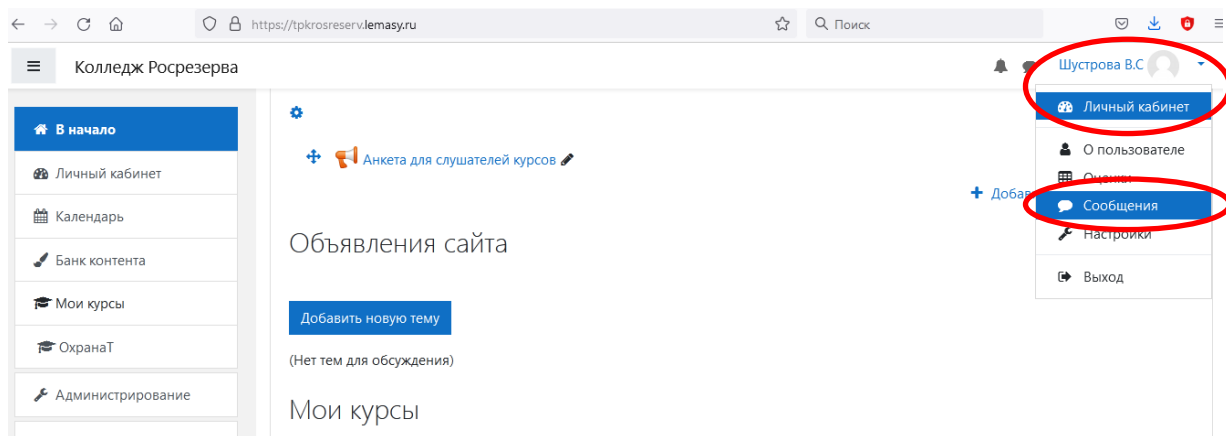 https://tpkrosreserv.lemasy.ru
Поиск
Колледж Росрезерва
Шустрова В.С
В начало
Личный кабинет
Календарь
Банк контента
Мои курсы
ОхранаТ
Администрирование
Анкета для слушателей курсов
Добав
Объявления сайта
Добавить новую тему
(Нет тем для обсуждения)
Мои курсы
Личный кабинет
О пользователе
Оценки
Сообщения
Настройки
Выход